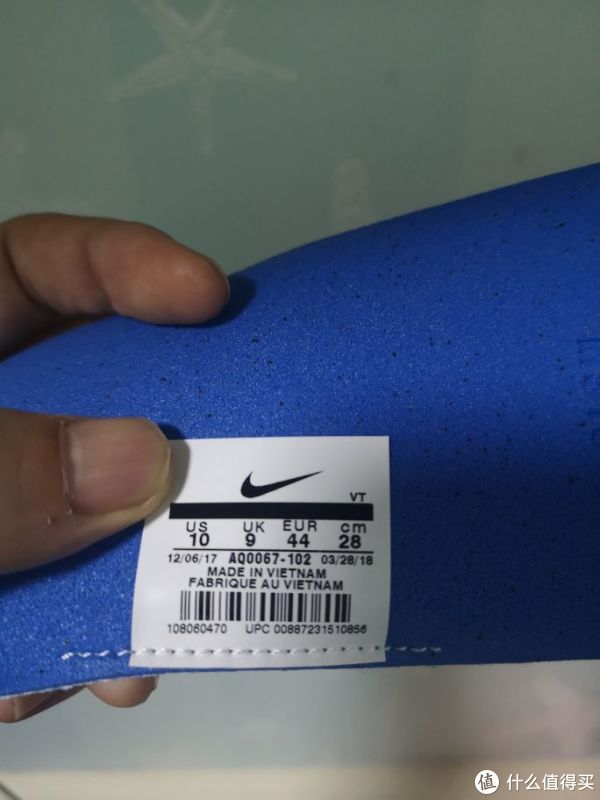 VT
US UK EUR cm
10 9 44 28
12/06/17 AQ0067-102 03/28/18
MADE IN VIETNAM
FABRIQUE AU VIETNAM
108060470 UPC 00887231510856
值 什么值得买